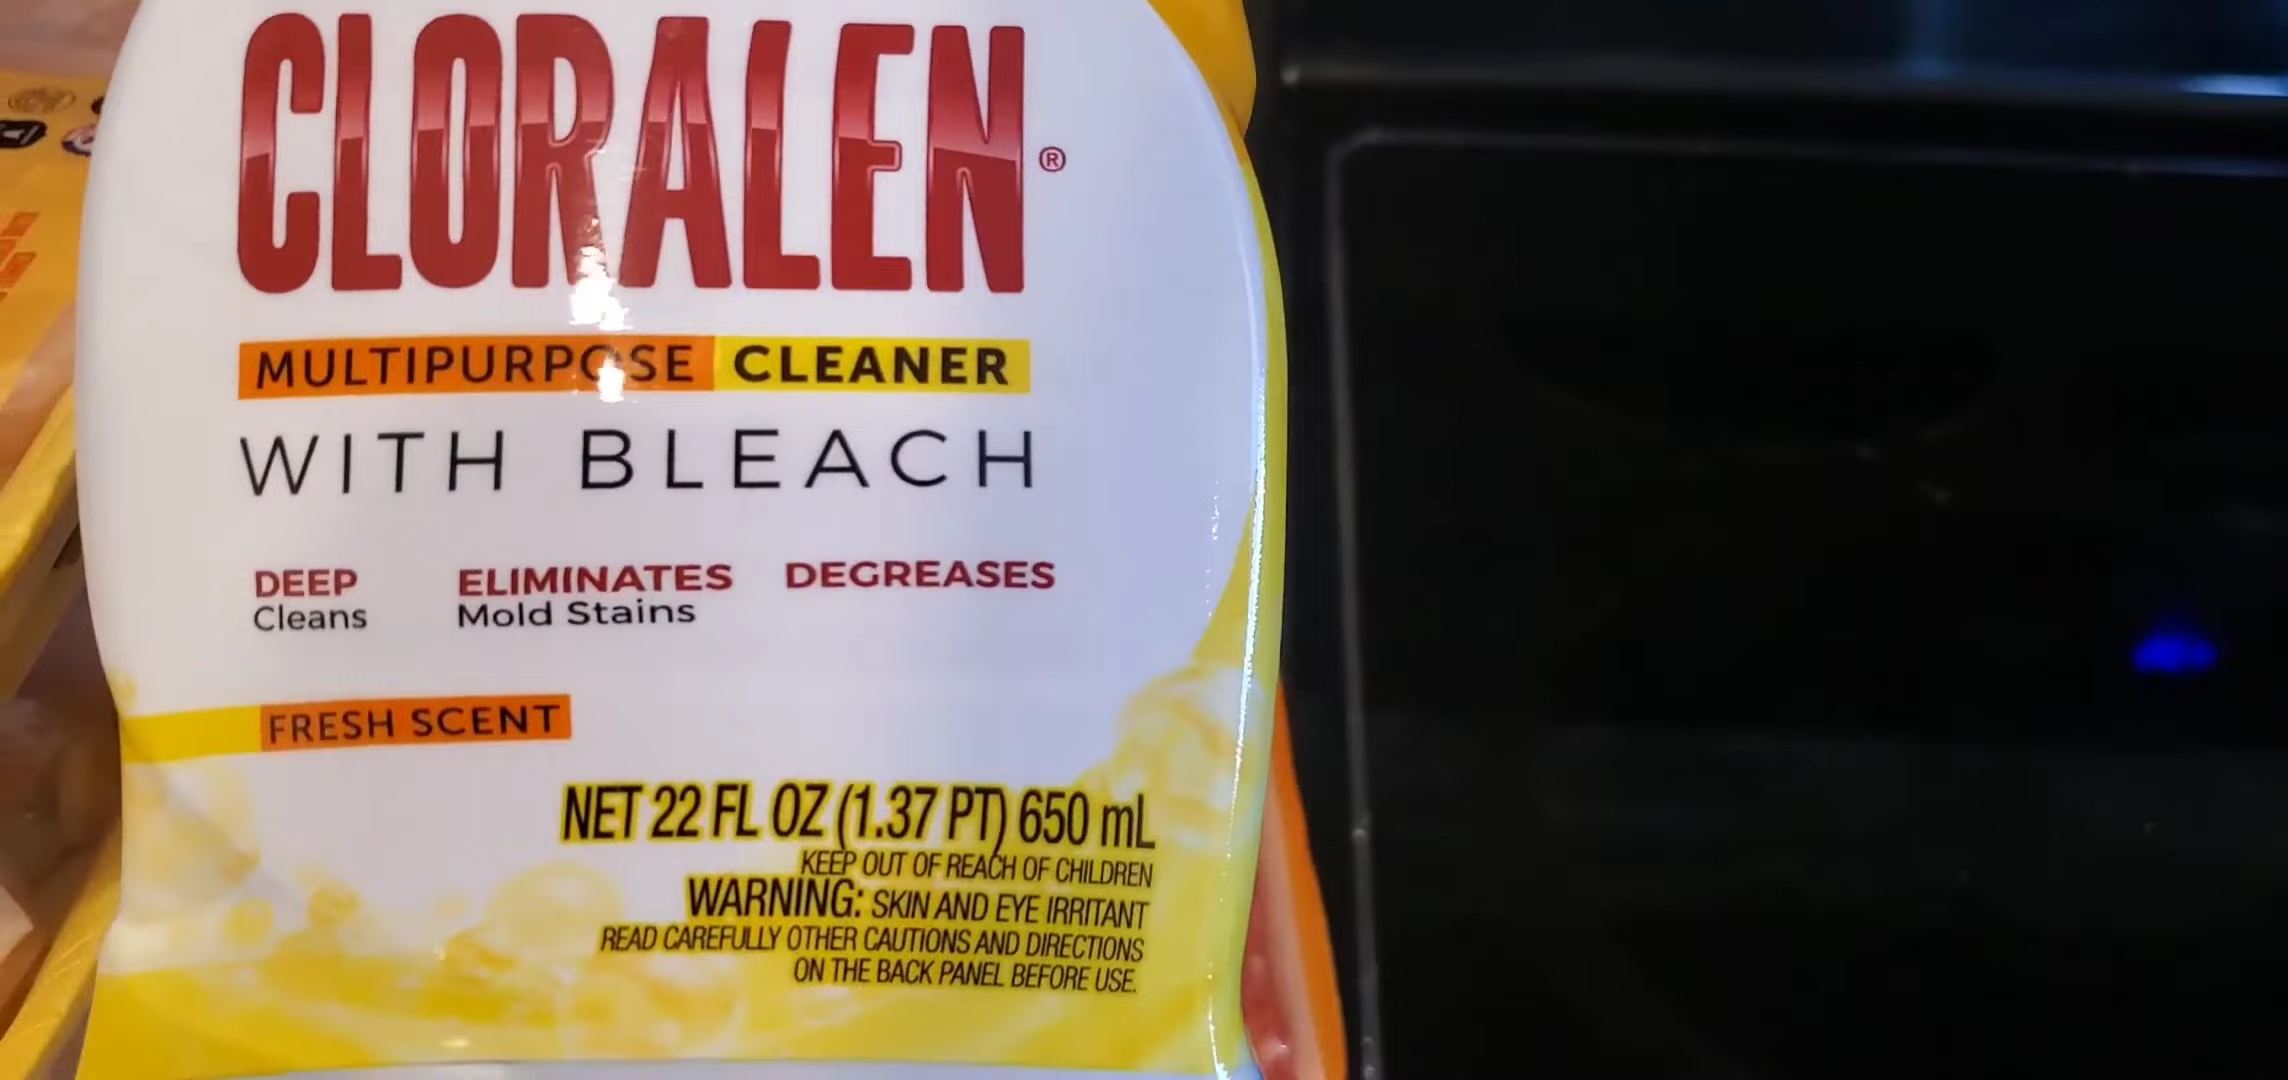 CLORALEN®
MULTIPURPOSE CLEANER
WITH BLEACH
DEEP
Cleans
ELIMINATES
Mold Stains
DEGREASES
FRESH SCENT
NET 22 FL OZ (1.37 PT) 650 mL
KEEP OUT OF REACH OF CHILDREN
WARNING: SKIN AND EYE IRRITANT
READ CAREFULLY OTHER CAUTIONS AND DIRECTIONS
ON THE BACK PANEL BEFORE USE.